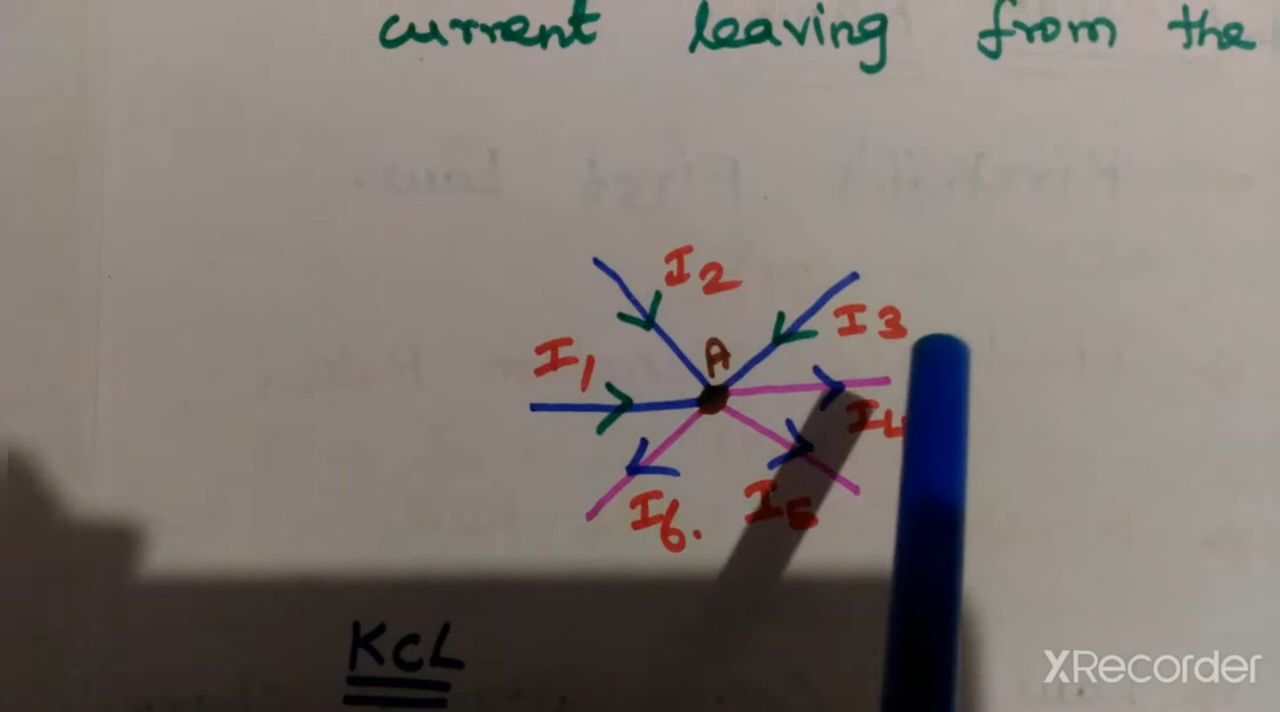 current leaving from the
I2
I3
I1
A
I4
I5
I6.
KCL
XRecorder